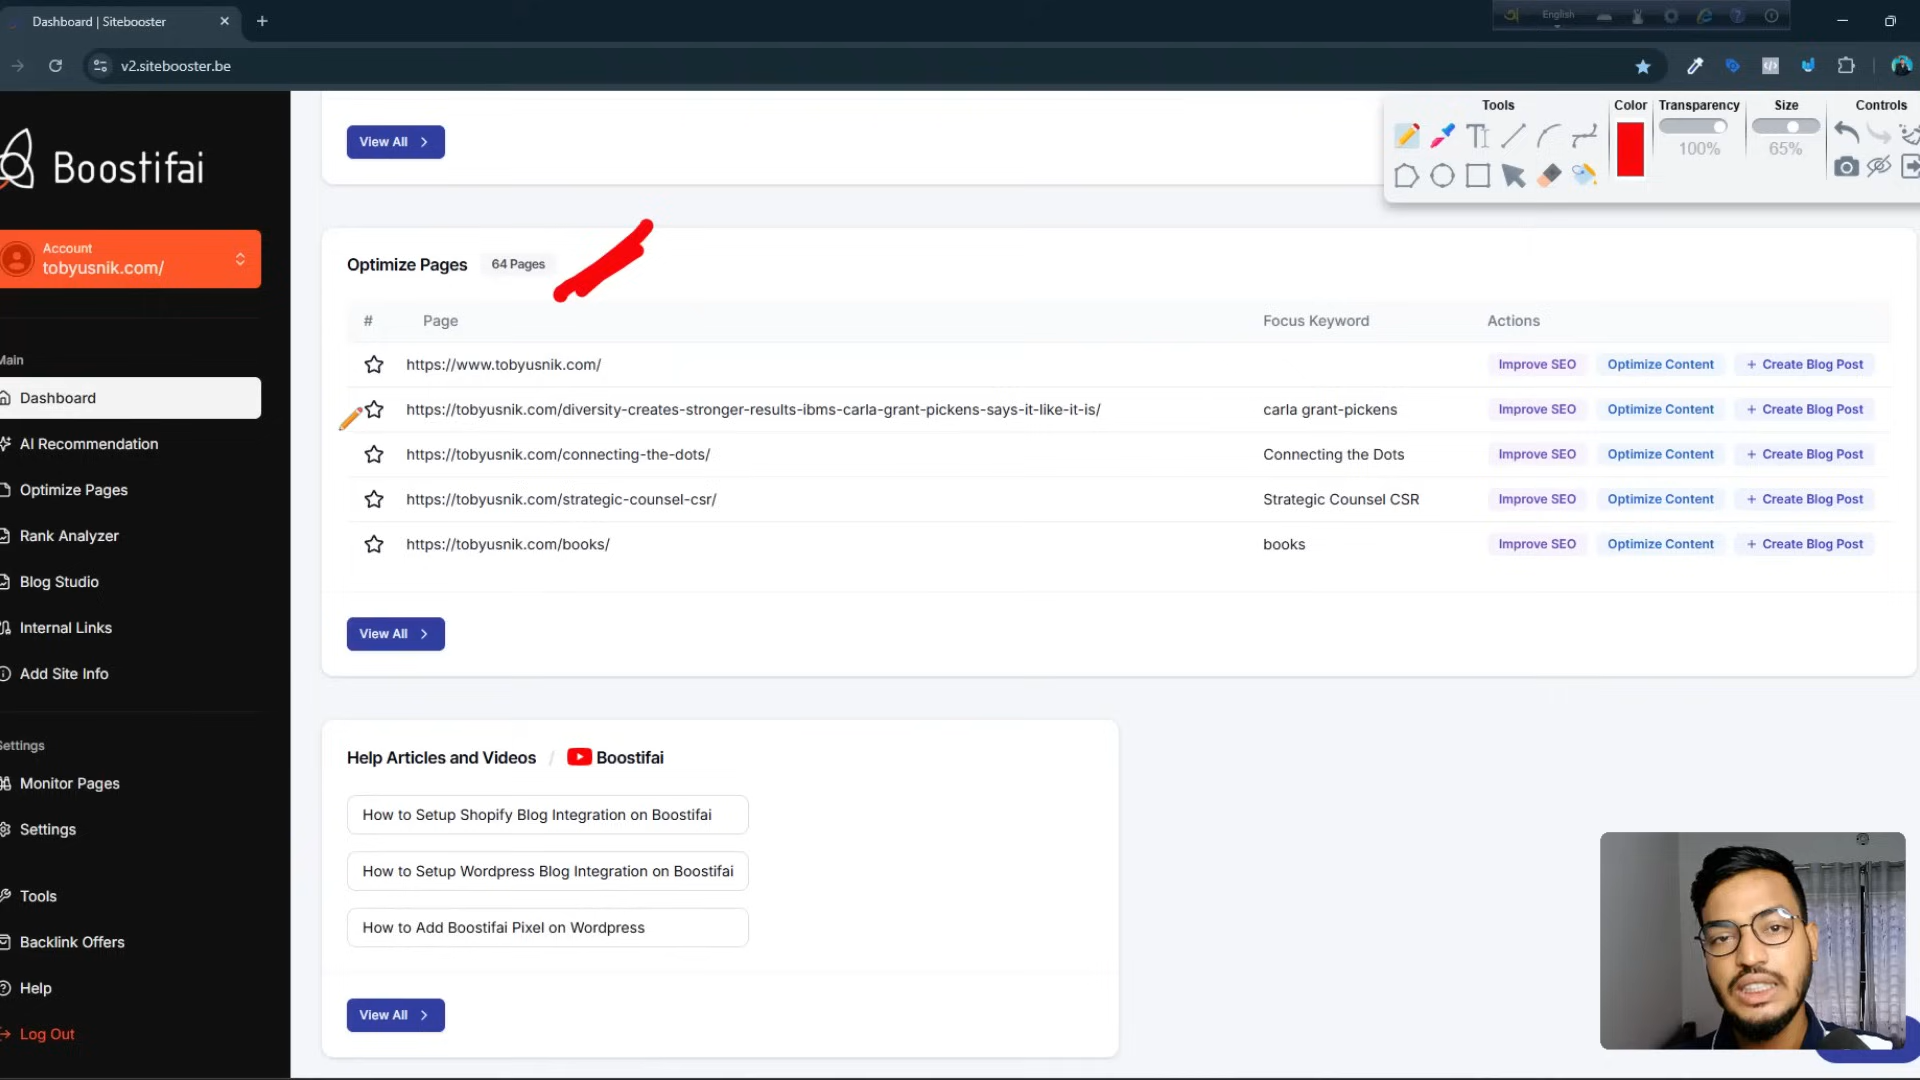 Dashboard | Sitebooster
English
v2.sitebooster.be
Tools
Color
Transparency
Size
Controls
100%
65%
Boostifai
Account
tobyusnik.com/
Main
Dashboard
AI Recommendation
Optimize Pages
Rank Analyzer
Blog Studio
Internal Links
Add Site Info
Settings
Monitor Pages
Settings
Tools
Backlink Offers
Help
Log Out
View All
Optimize Pages 64 Pages
# Page Focus Keyword Actions
https://www.tobyusnik.com/ Improve SEO Optimize Content + Create Blog Post
https://tobyusnik.com/diversity-creates-stronger-results-ibms-carla-grant-pickens-says-it-like-it-is/ carla grant-pickens Improve SEO Optimize Content + Create Blog Post
https://tobyusnik.com/connecting-the-dots/ Connecting the Dots Improve SEO Optimize Content + Create Blog Post
https://tobyusnik.com/strategic-counsel-csr/ Strategic Counsel CSR Improve SEO Optimize Content + Create Blog Post
https://tobyusnik.com/books/ books Improve SEO Optimize Content + Create Blog Post
View All
Help Articles and Videos / Boostifai
How to Setup Shopify Blog Integration on Boostifai
How to Setup Wordpress Blog Integration on Boostifai
How to Add Boostifai Pixel on Wordpress
View All